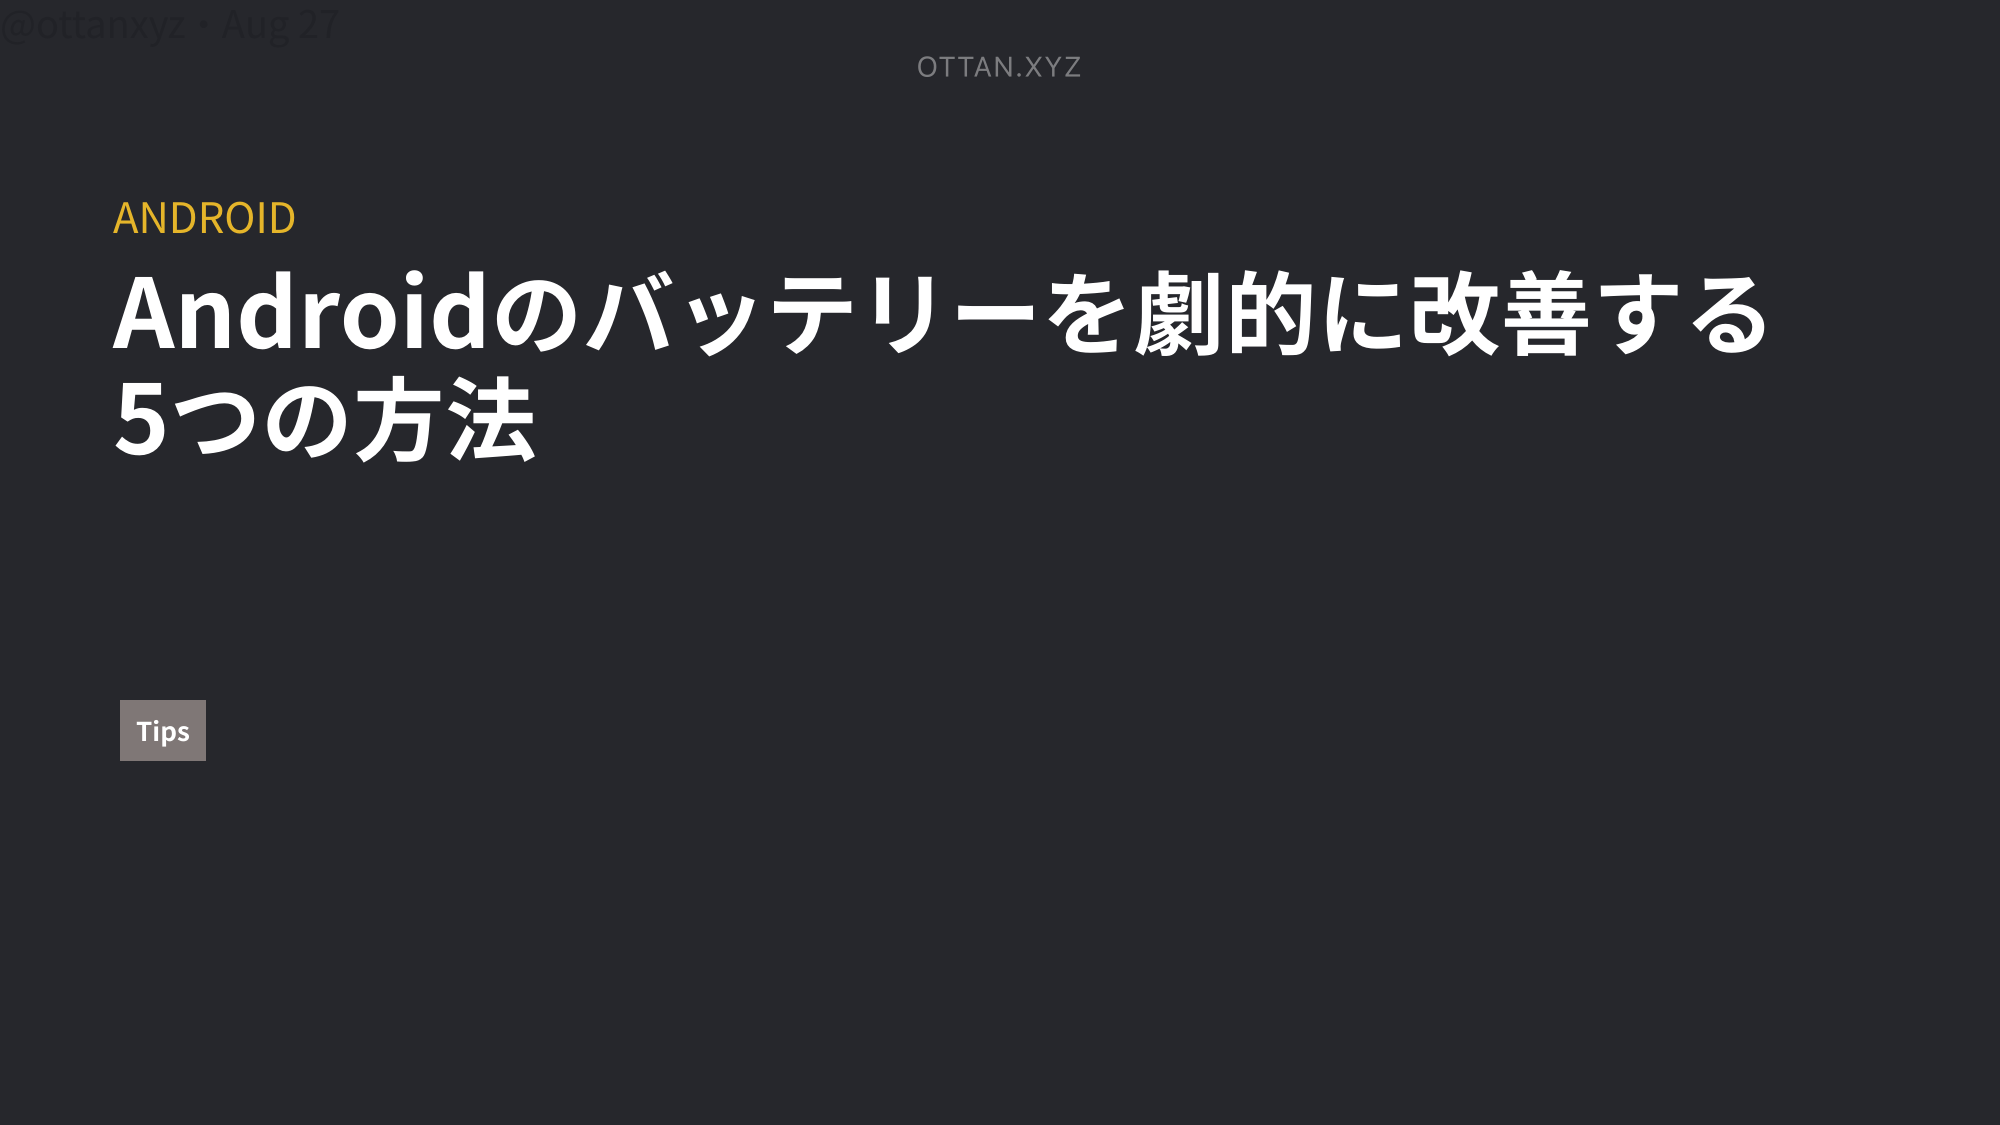 @ottanxyz・Aug 27
OTTAN.XYZ
ANDROID
Androidのバッテリーを劇的に改善する
5つの方法
Tips